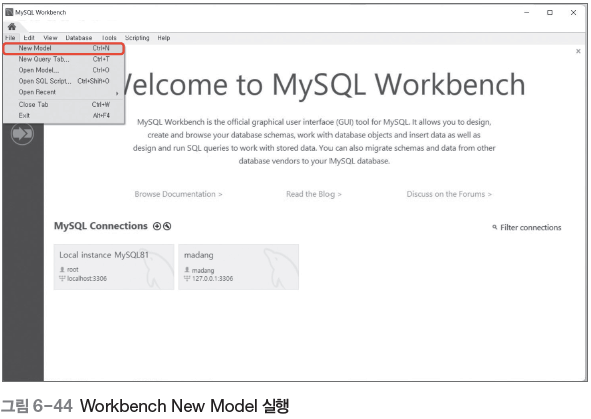 MySQL Workbench
File Edit View Database Tools Scripting Help
New Model Ctrl+N
New Query Tab... Ctrl+T
Open Model... Ctrl+O
Open SQL Script... Ctrl+Shift+O
Open Recent
Close Tab Ctrl+W
Exit Alt+F4
Welcome to MySQL Workbench
MySQL Workbench is the official graphical user interface (GUI) tool for MySQL. It allows you to design,
create and browse your database schemas, work with database objects and insert data as well as
design and run SQL queries to work with stored data. You can also migrate schemas and data from other
database vendors to your MySQL database.
Browse Documentation > Read the Blog > Discuss on the Forums >
MySQL Connections Filter connections
Local instance MySQL81
root
localhost:3306
madang
madang
127.0.0.1:3306
그림 6-44 Workbench New Model 실행